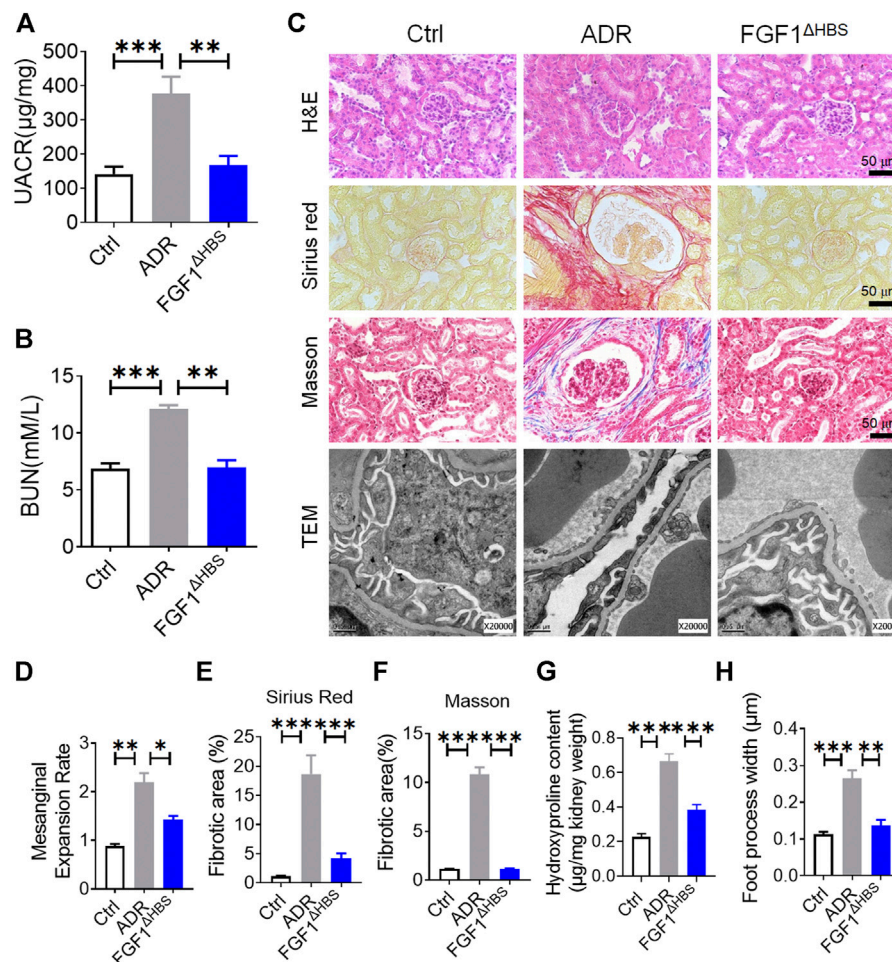 A
UACR(µg/mg)
500
400
300
200
100
0
***
**
Ctrl
ADR
FGF1ΔHBS
B
BUN(mM/L)
15
10
5
0
***
**
Ctrl
ADR
FGF1ΔHBS
C
Ctrl
ADR
FGF1ΔHBS
H&E
50 µm
Sirius red
50 µm
Masson
50 µm
TEM
X20000
X20000
X2000
D
Mesanginal
Expansion Rate
3
2
1
0
**
*
Ctrl
ADR
FGF1ΔHBS
E
Sirius Red
Fibrotic area (%)
25
20
15
10
5
0
***
***
Ctrl
ADR
FGF1ΔHBS
F
Masson
Fibrotic area(%)
15
10
5
0
***
***
Ctrl
ADR
FGF1ΔHBS
G
Hydroxyproline content
(µg/mg kidney weight)
0.8
0.6
0.4
0.2
0.0
***
***
Ctrl
ADR
FGF1ΔHBS
H
Foot process width (µm)
0.4
0.3
0.2
0.1
0.0
***
**
Ctrl
ADR
FGF1ΔHBS